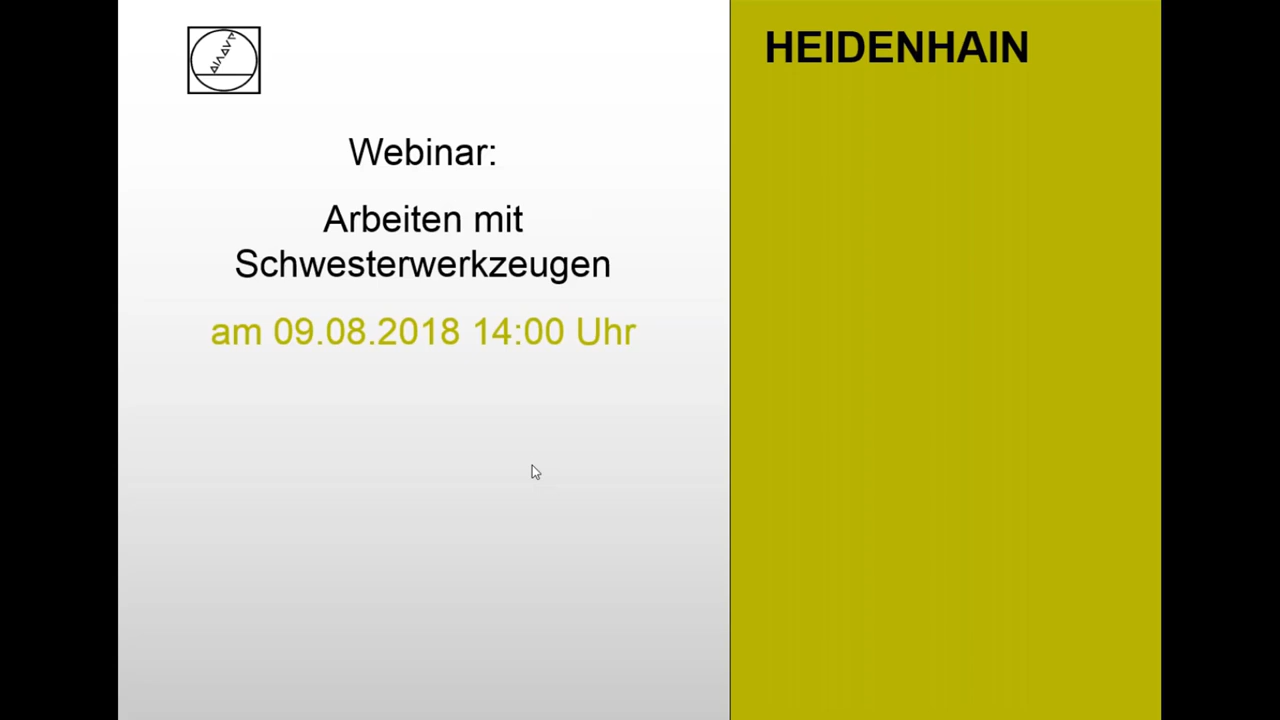 HEIDENHAIN
Webinar:
Arbeiten mit
Schwesterwerkzeugen
am 09.08.2018 14:00 Uhr